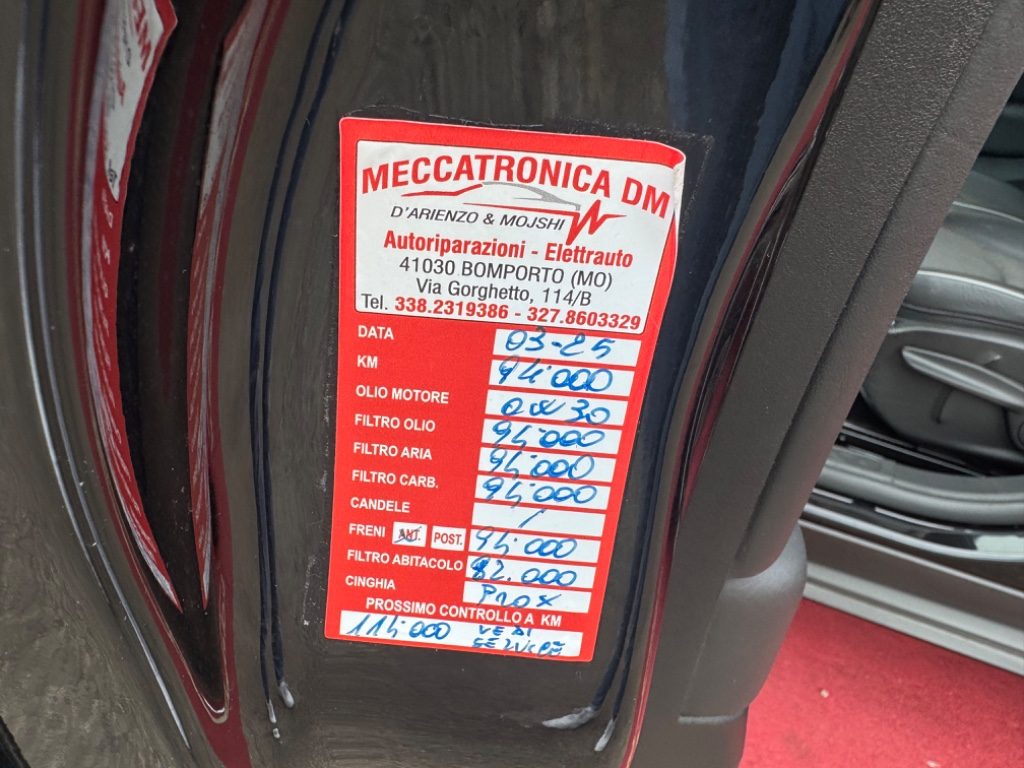 MECCATRONICA DM
D'ARIENZO & MOJSHI
Autoriparazioni - Elettrauto
41030 BOMPORTO (MO)
Via Gorghetto, 114/B
Tel. 338.2319386 - 327.8603329
DATA 03-25
KM 94.000
OLIO MOTORE 0W30
FILTRO OLIO 94.000
FILTRO ARIA 94.000
FILTRO CARB. 94.000
CANDELE /
FRENI ANT. POST. 94.000
FILTRO ABITACOLO 92.000
CINGHIA Prox
PROSSIMO CONTROLLO A KM
114.000 VEDI